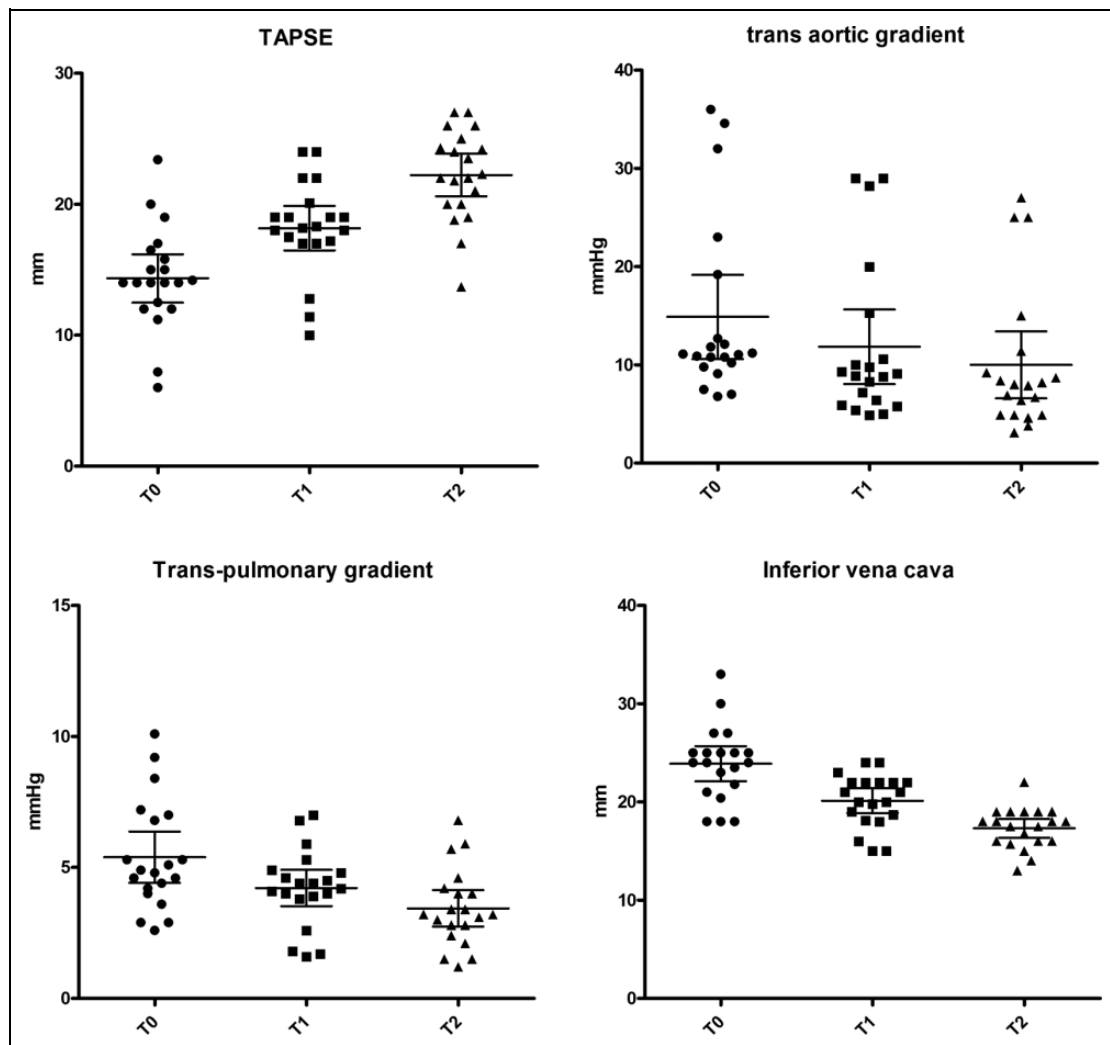 TAPSE
30
20
10
0
mm
T0
T1
T2
trans aortic gradient
40
30
20
10
0
mmHg
T0
T1
T2
Trans-pulmonary gradient
15
10
5
0
mmHg
T0
T1
T2
Inferior vena cava
40
30
20
10
0
mm
T0
T1
T2